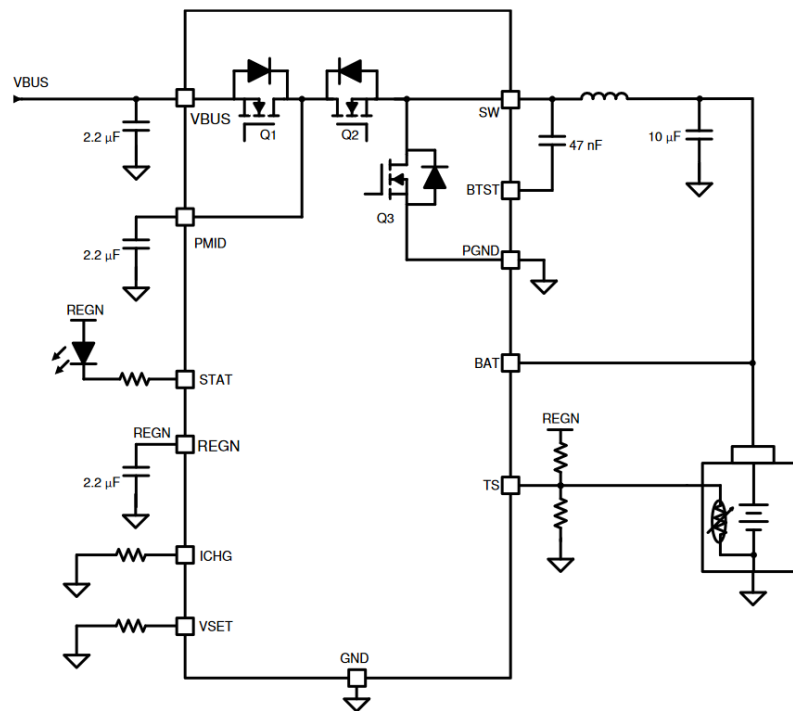 VBUS
VBUS
Q1
Q2
SW
2.2 µF
47 nF
10 µF
Q3
BTST
PMID
2.2 µF
PGND
REGN
STAT
BAT
REGN
REGN
REGN
2.2 µF
TS
ICHG
VSET
GND